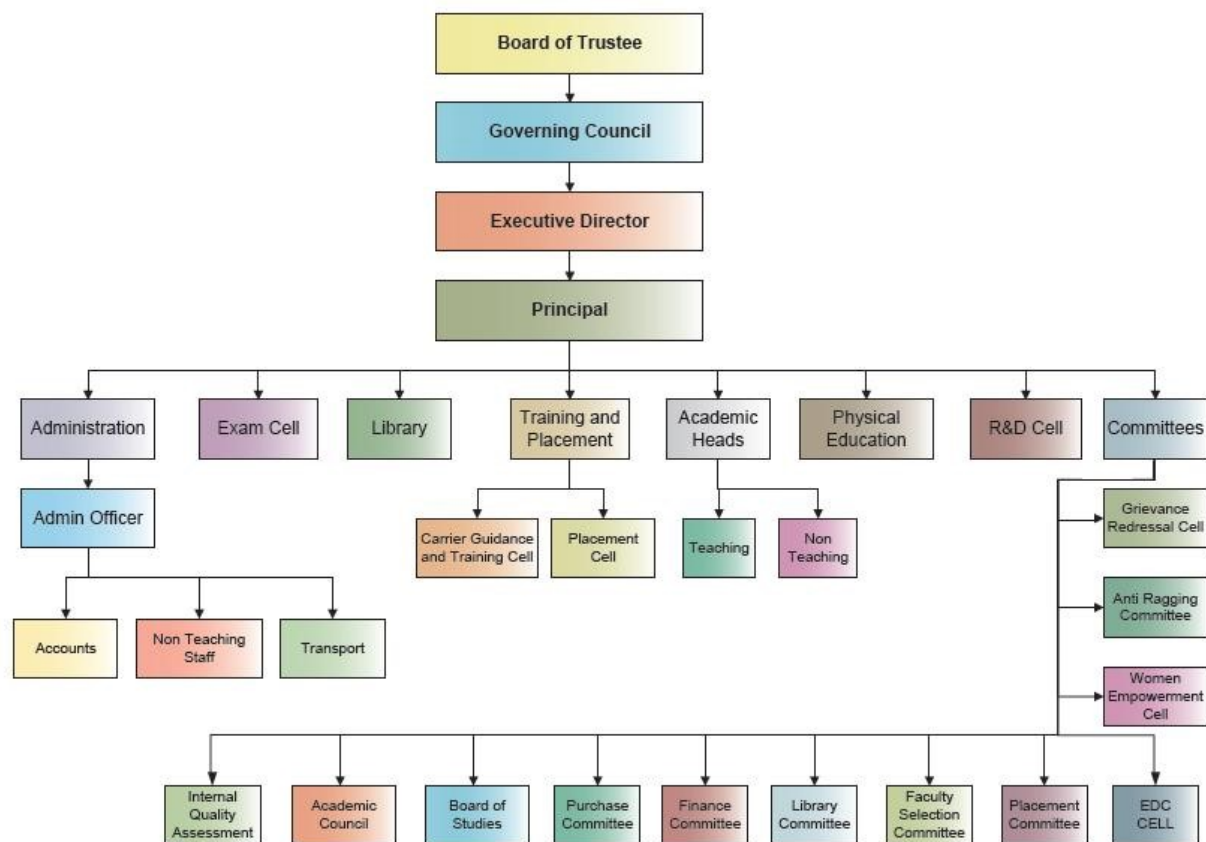 Board of Trustee
Governing Council
Executive Director
Principal
Administration
Exam Cell
Library
Training and
Placement
Academic
Heads
Physical
Education
R&D Cell
Committees
Admin Officer
Carrier Guidance
and Training Cell
Placement
Cell
Teaching
Non
Teaching
Grievance
Redressal Cell
Accounts
Non Teaching
Staff
Transport
Anti Ragging
Committee
Women
Empowerment
Cell
Internal
Quality
Assessment
Academic
Council
Board of
Studies
Purchase
Committee
Finance
Committee
Library
Committee
Faculty
Selection
Committee
Placement
Committee
EDC
CELL